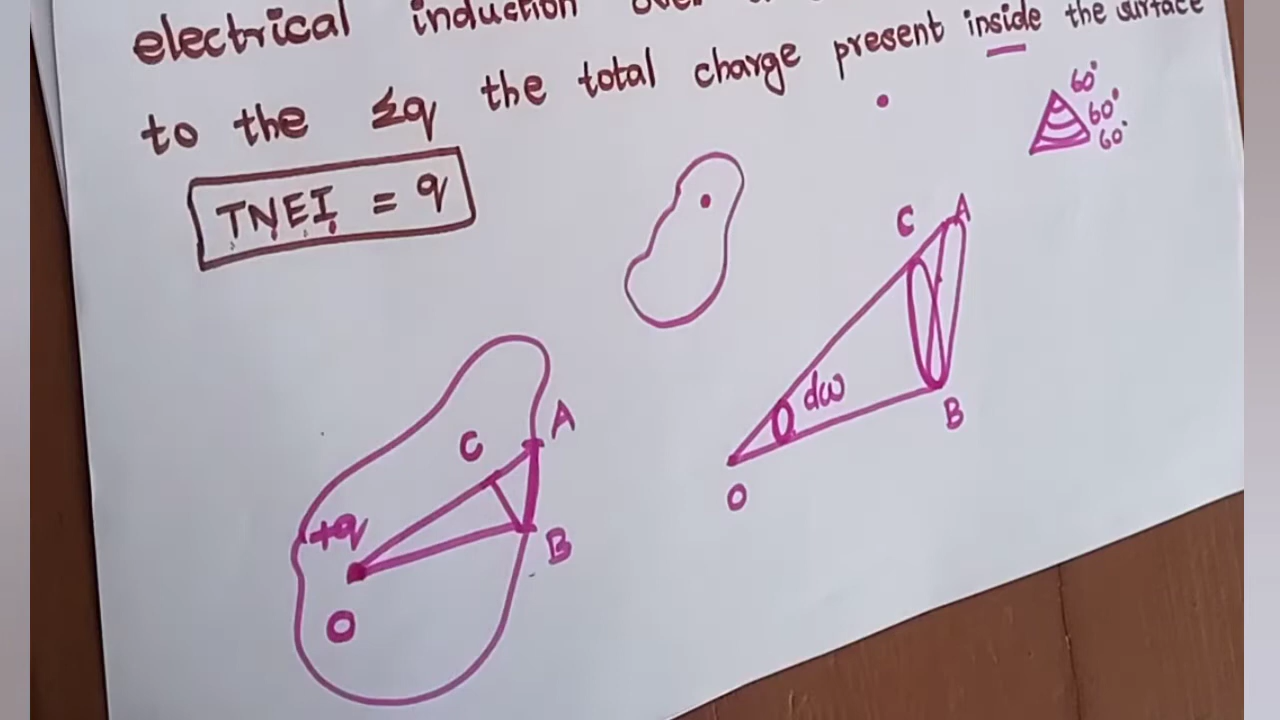 electrical induction
to the Σq the total charge present inside the surface
TNEI = q
60°
60°
60°
C A
dω
B
O
C A
+q
B
O